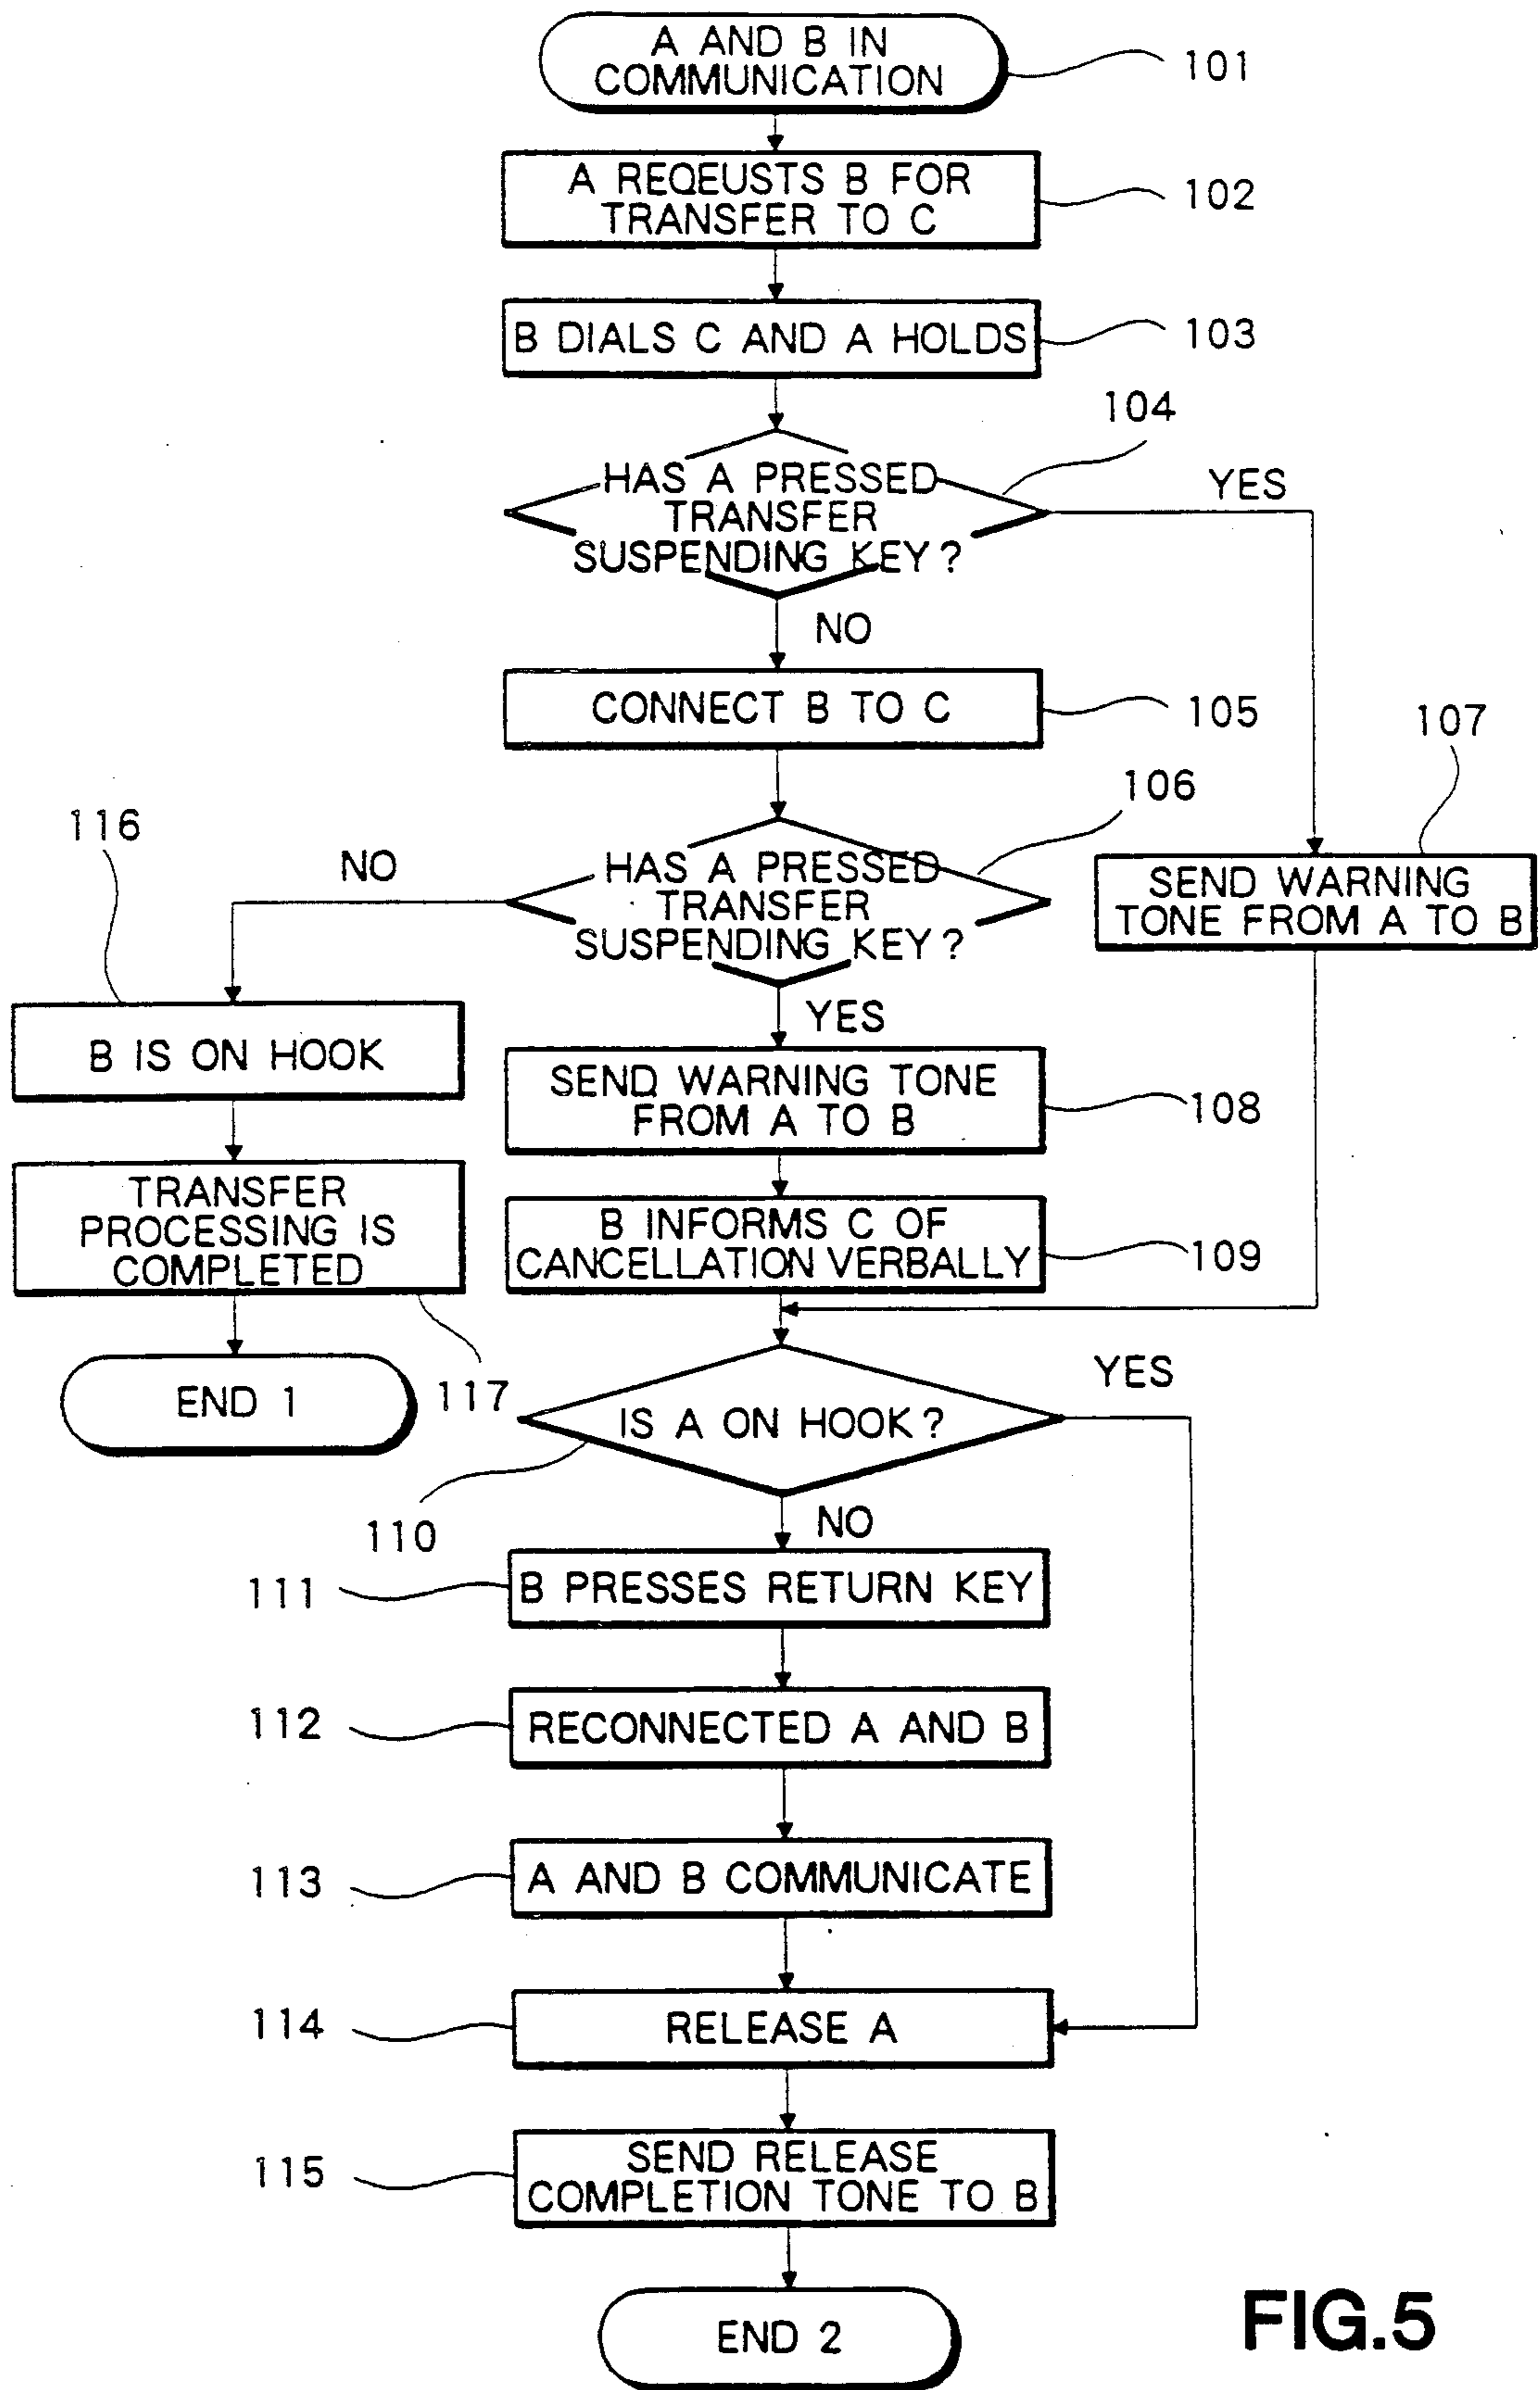 A AND B IN
COMMUNICATION
101
A REQEUSTS B FOR
TRANSFER TO C
102
B DIALS C AND A HOLDS
103
104
HAS A PRESSED
TRANSFER
SUSPENDING KEY?
YES
NO
CONNECT B TO C
105
107
106
116
NO
HAS A PRESSED
TRANSFER
SUSPENDING KEY?
SEND WARNING
TONE FROM A TO B
YES
B IS ON HOOK
SEND WARNING TONE
FROM A TO B
108
TRANSFER
PROCESSING IS
COMPLETED
B INFORMS C OF
CANCELLATION VERBALLY
109
END 1
117
YES
IS A ON HOOK?
110
NO
111
B PRESSES RETURN KEY
112
RECONNECTED A AND B
113
A AND B COMMUNICATE
114
RELEASE A
115
SEND RELEASE
COMPLETION TONE TO B
END 2
FIG.5